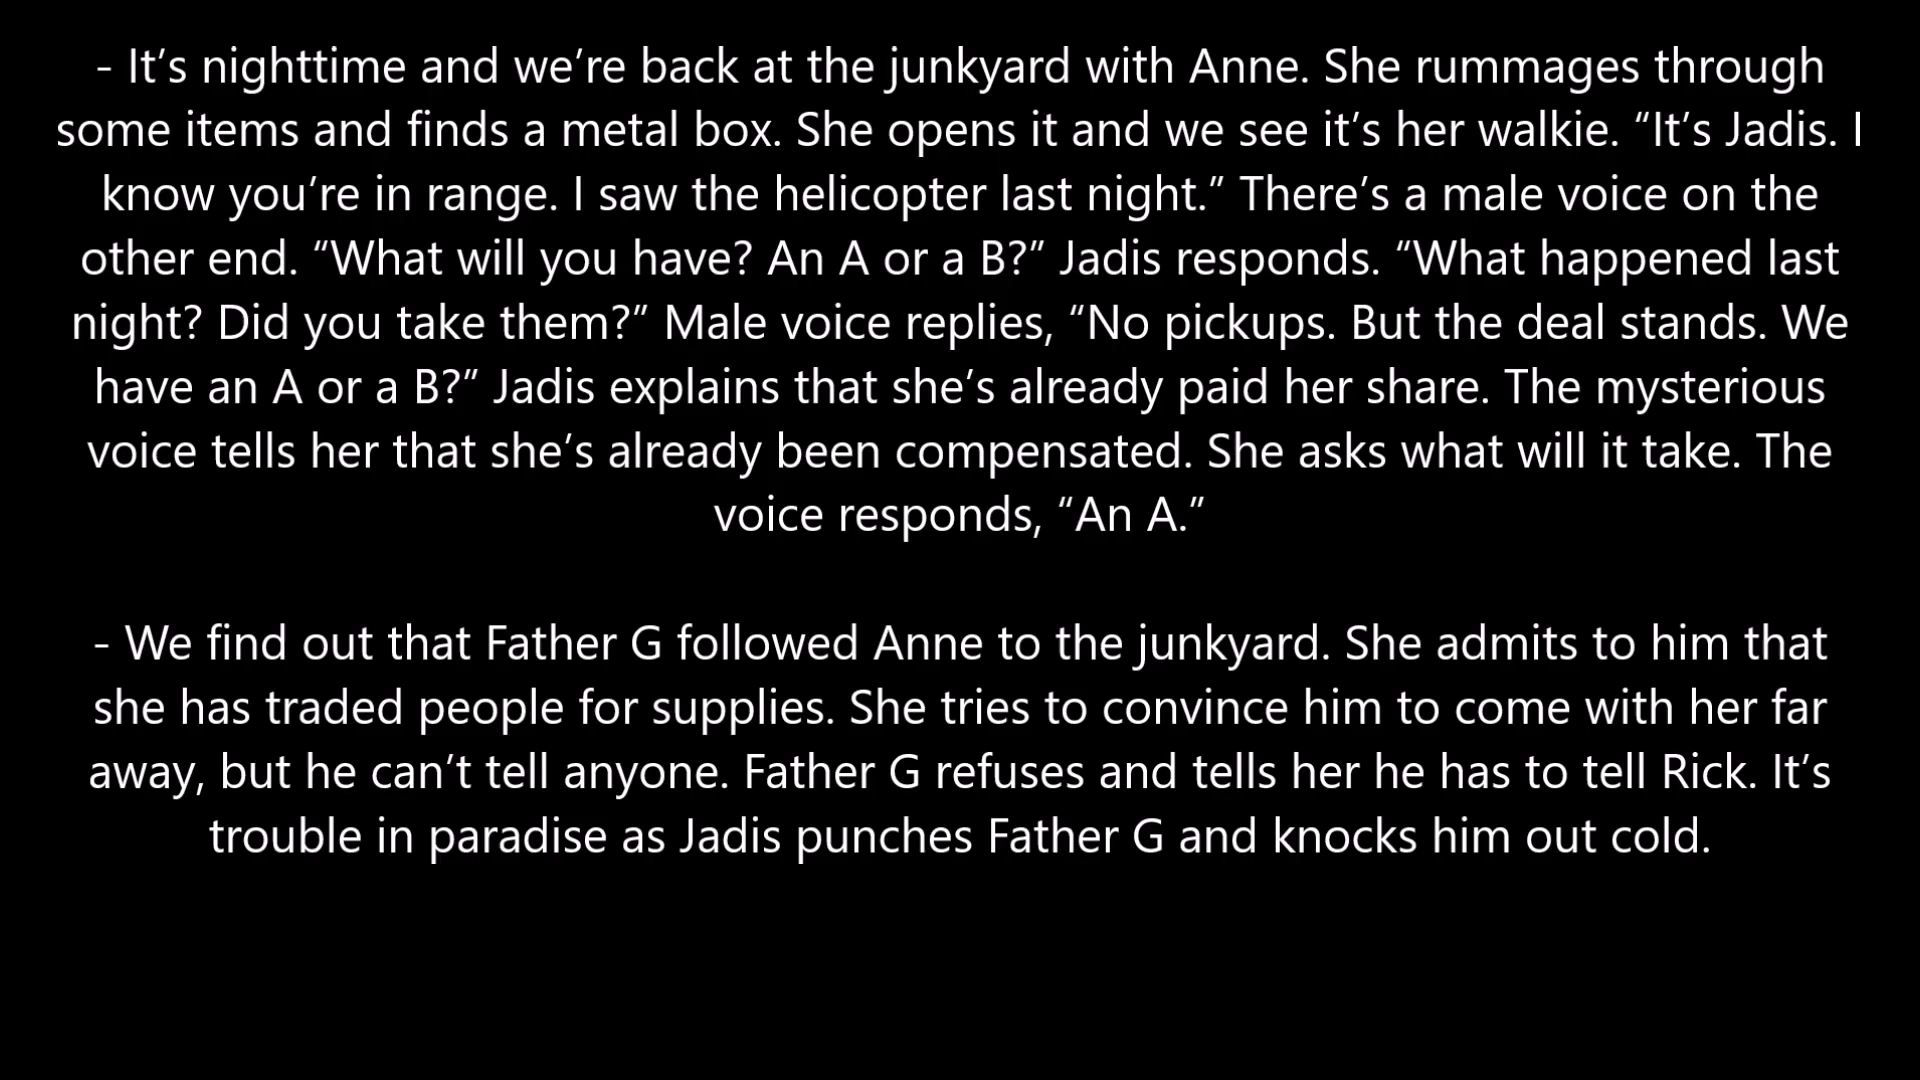 - It’s nighttime and we’re back at the junkyard with Anne. She rummages through
some items and finds a metal box. She opens it and we see it’s her walkie. “It’s Jadis. I
know you’re in range. I saw the helicopter last night.” There’s a male voice on the
other end. “What will you have? An A or a B?” Jadis responds. “What happened last
night? Did you take them?” Male voice replies, “No pickups. But the deal stands. We
have an A or a B?” Jadis explains that she’s already paid her share. The mysterious
voice tells her that she’s already been compensated. She asks what will it take. The
voice responds, “An A.”
- We find out that Father G followed Anne to the junkyard. She admits to him that
she has traded people for supplies. She tries to convince him to come with her far
away, but he can’t tell anyone. Father G refuses and tells her he has to tell Rick. It’s
trouble in paradise as Jadis punches Father G and knocks him out cold.